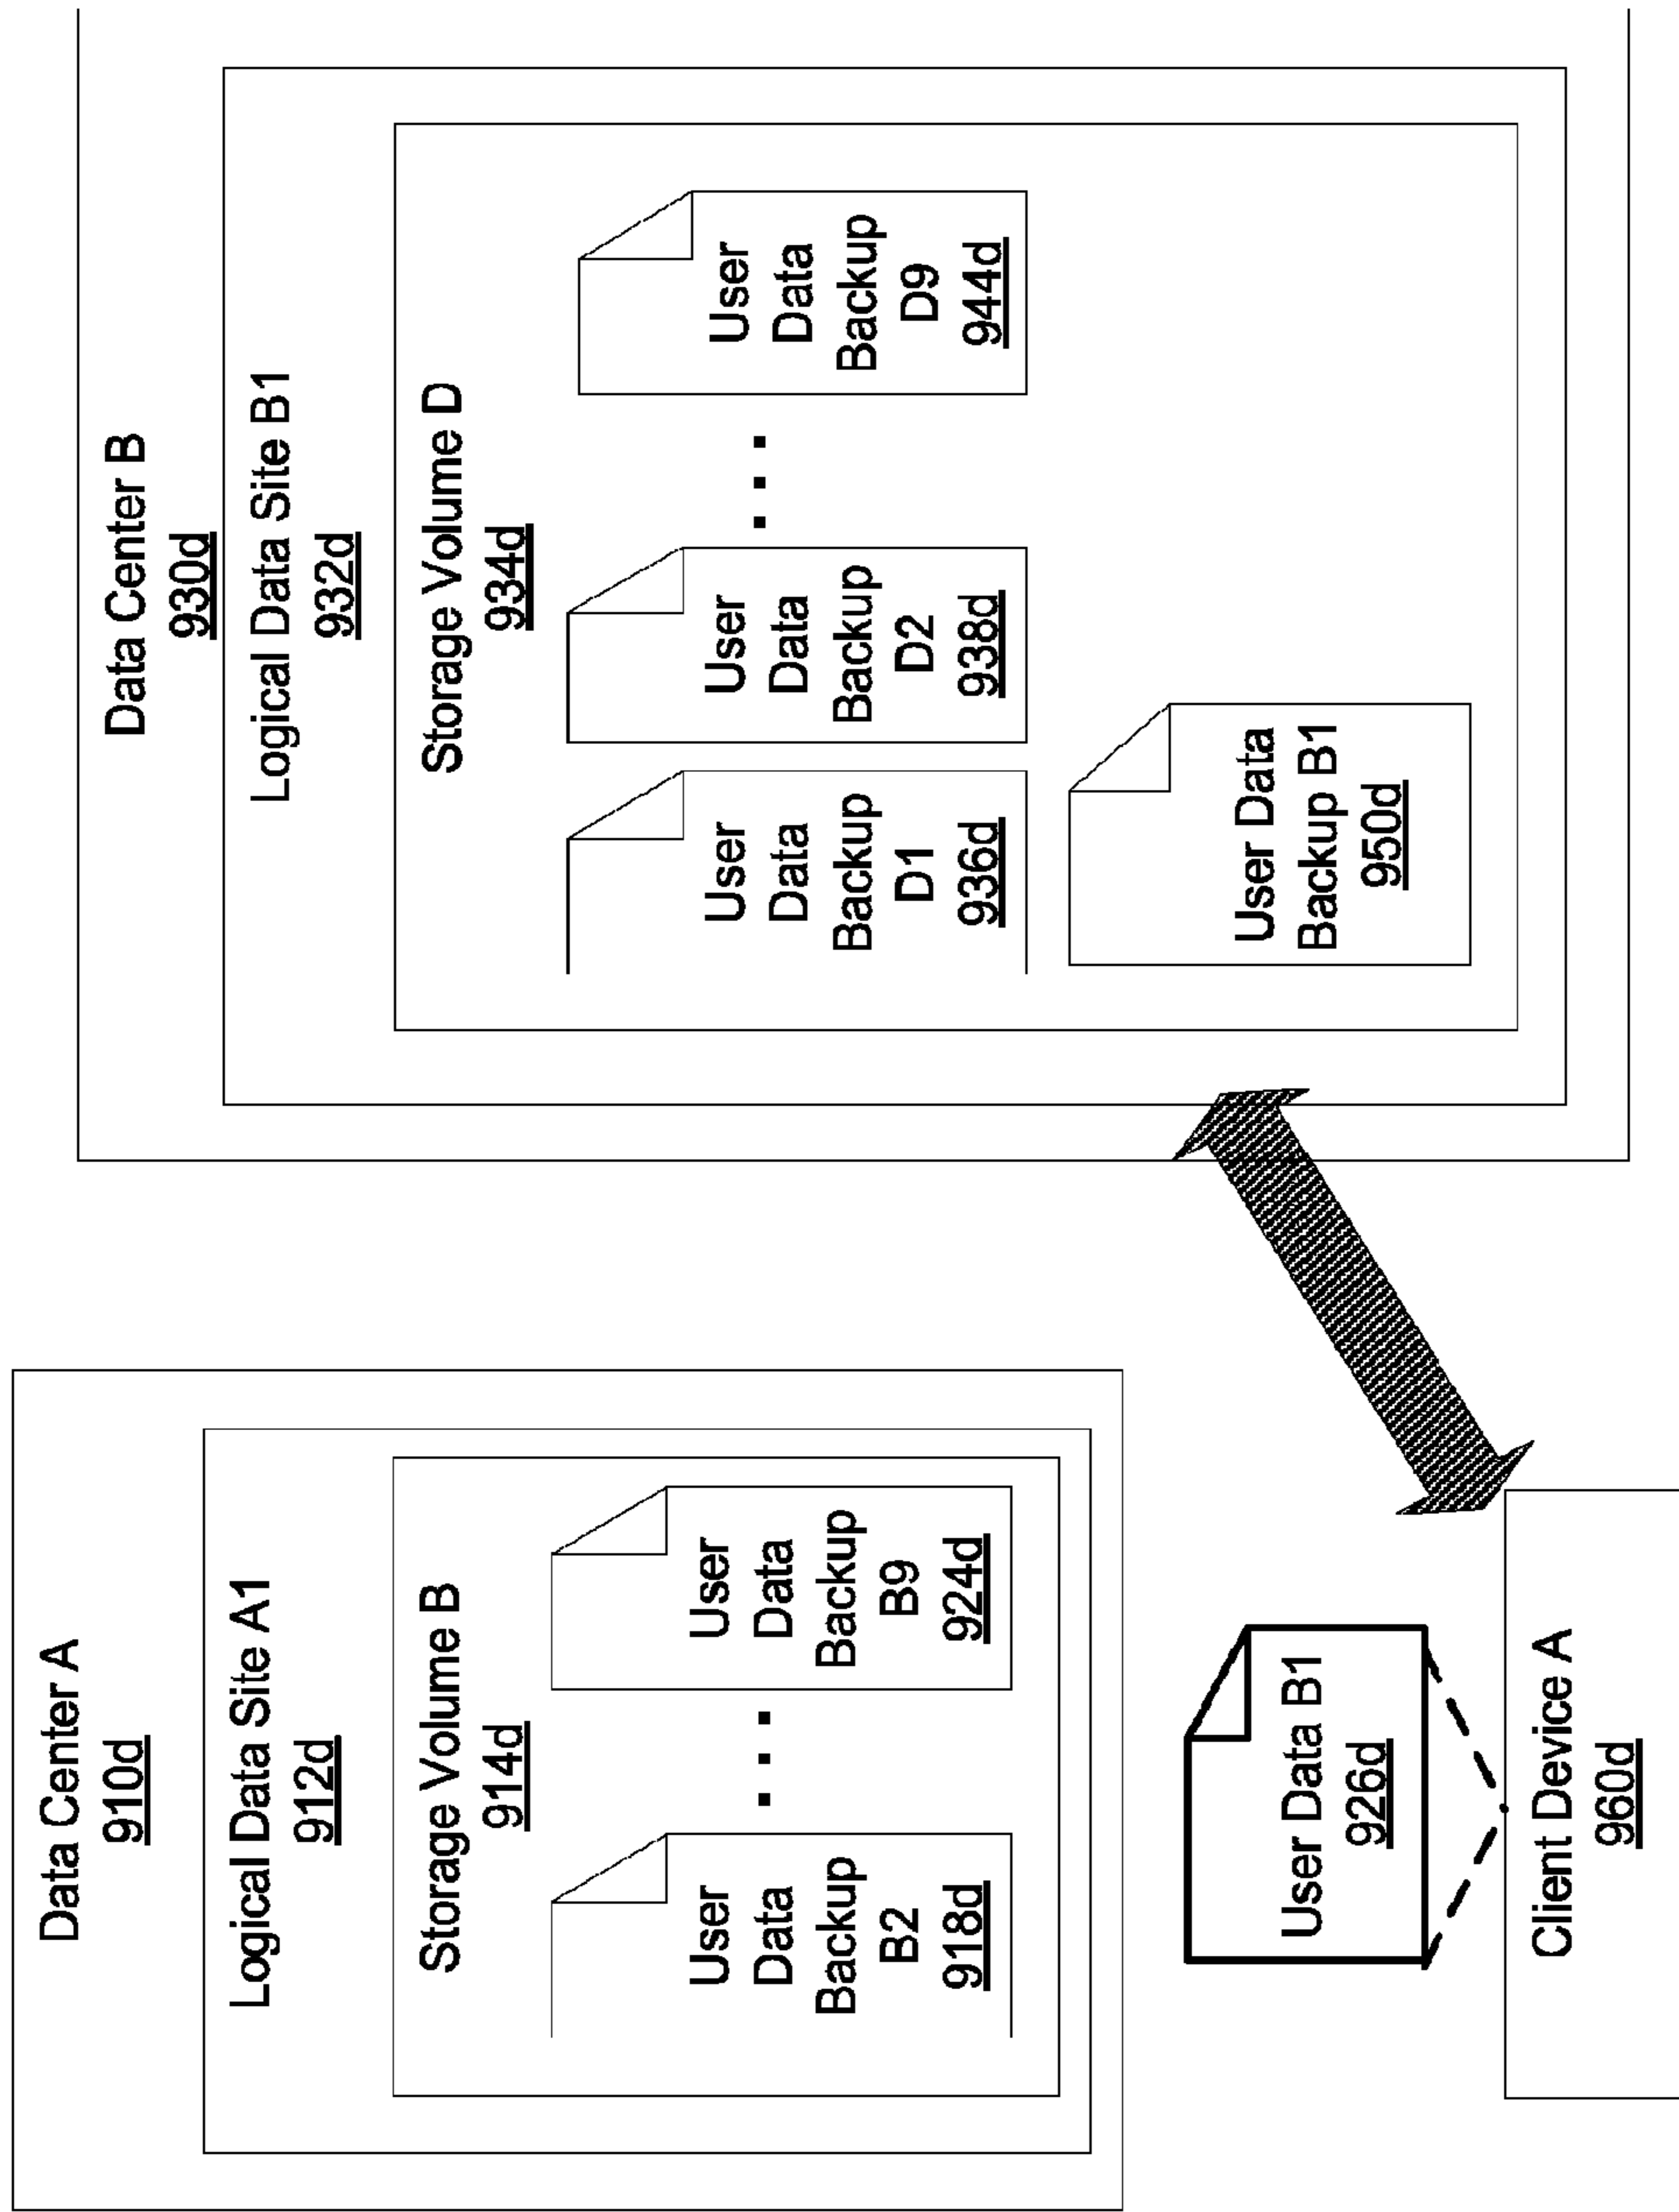 Data Center A
910d
Logical Data Site A1
912d
Storage Volume B
914d
User
Data
Backup
B2
918d
. . .
User
Data
Backup
B9
924d
User Data B1
926d
Client Device A
960d
Data Center B
930d
Logical Data Site B1
932d
Storage Volume D
934d
User
Data
Backup
D1
936d
User
Data
Backup
D2
938d
. . .
User
Data
Backup
D9
944d
User Data
Backup B1
950d